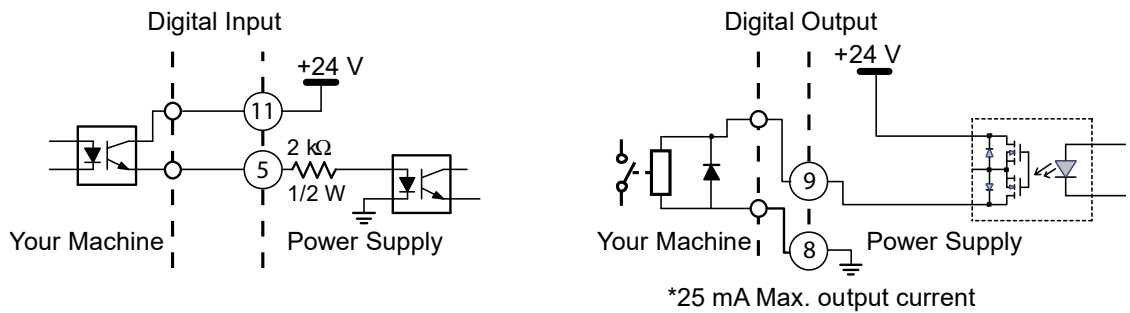 Digital Input
+24 V
11
5
2 kΩ
1/2 W
Your Machine
Power Supply
Digital Output
+24 V
9
8
Your Machine
Power Supply
*25 mA Max. output current